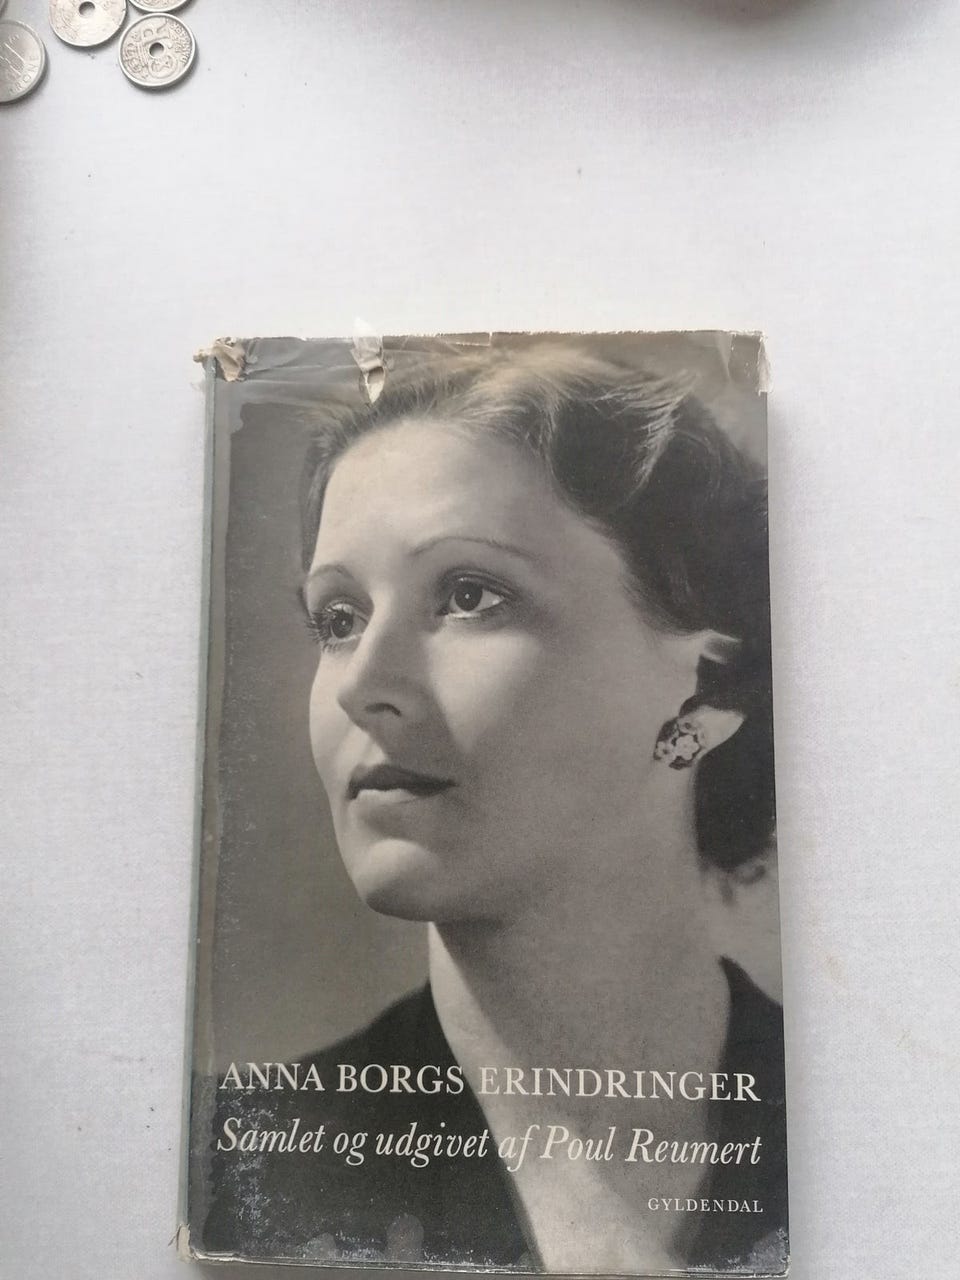 ANNA BORGS ERINDRINGER
Samlet og udgivet af Poul Reumert
GYLDENDAL